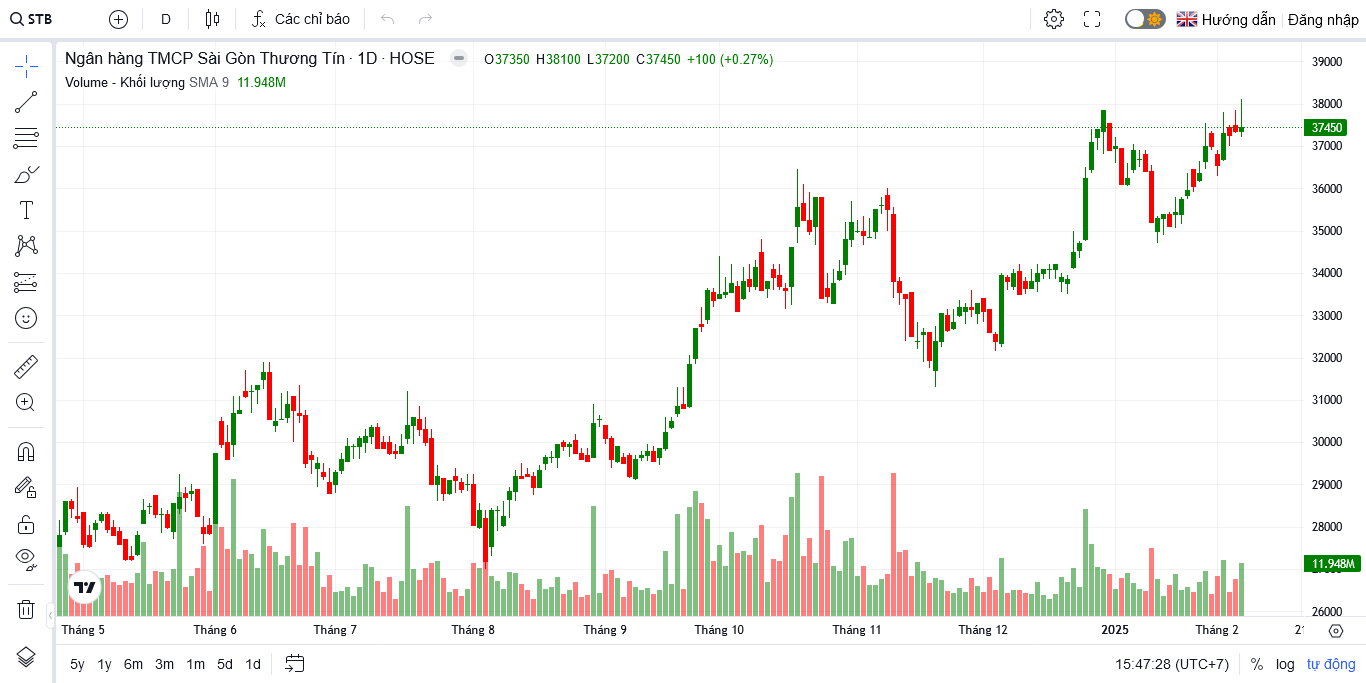 STB D Các chỉ báo Hướng dẫn Đăng nhập
Ngân hàng TMCP Sài Gòn Thương Tín · 1D · HOSE O37350 H38100 L37200 C37450 +100 (+0.27%)
Volume - Khối lượng SMA 9 11.948M
39000
38000
37450
37000
36000
35000
34000
33000
32000
31000
30000
29000
28000
11.948M
26000
Tháng 5 Tháng 6 Tháng 7 Tháng 8 Tháng 9 Tháng 10 Tháng 11 Tháng 12 2025 Tháng 2
5y 1y 6m 3m 1m 5d 1d 15:47:28 (UTC+7) % log tự động